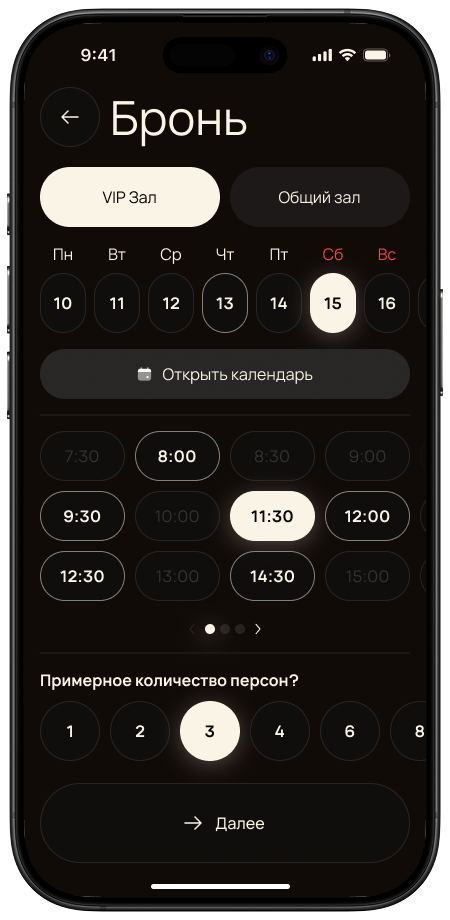 9:41
Бронь
VIP Зал Общий зал
Пн Вт Ср Чт Пт Сб Вс
10 11 12 13 14 15 16
Открыть календарь
7:30 8:00 8:30 9:00
9:30 10:00 11:30 12:00
12:30 13:00 14:30 15:00
Примерное количество персон?
1 2 3 4 6 8
Далее